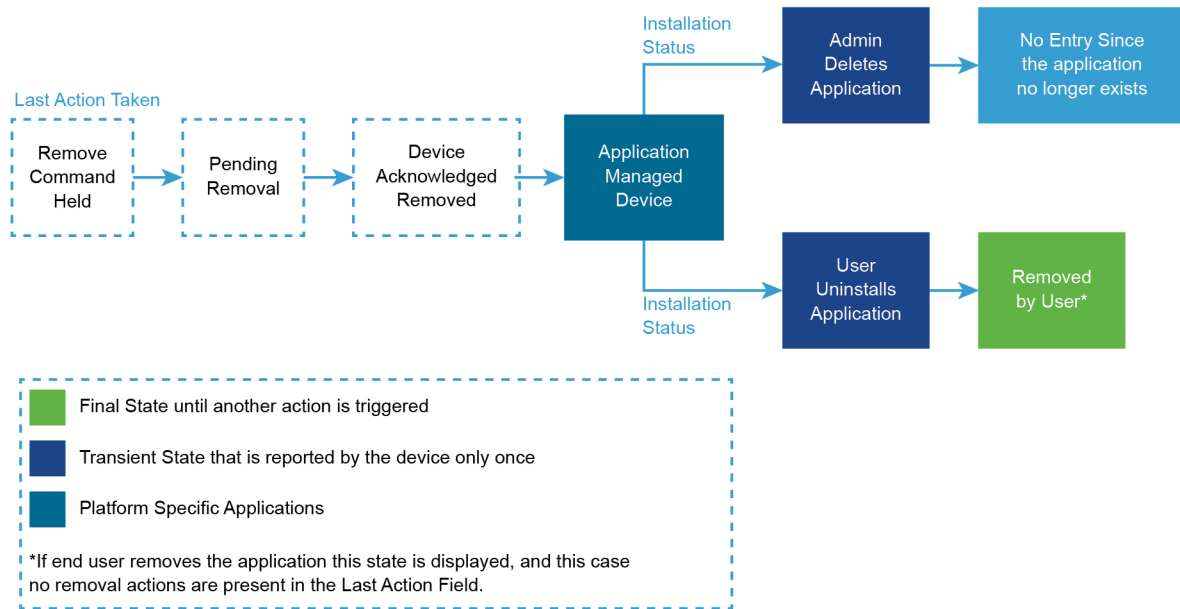 Last Action Taken
Remove
Command
Held
Pending
Removal
Device
Acknowledged
Removed
Application
Managed
Device
Installation
Status
Admin
Deletes
Application
No Entry Since
the application
no longer exists
Installation
Status
User
Uninstalls
Application
Removed
by User*
Final State until another action is triggered
Transient State that is reported by the device only once
Platform Specific Applications
*If end user removes the application this state is displayed, and this case
no removal actions are present in the Last Action Field.